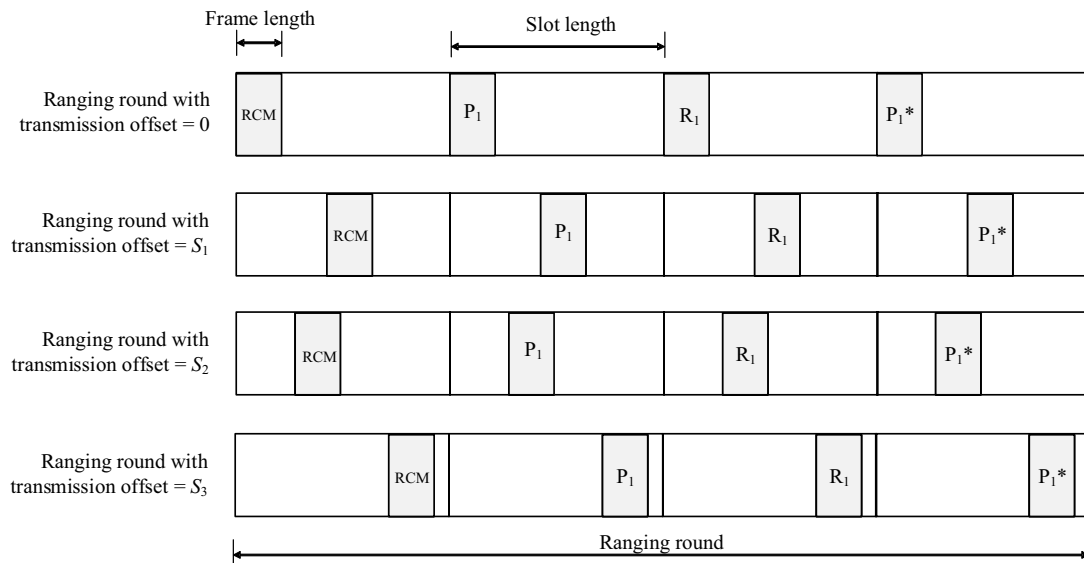 Frame length
Slot length
Ranging round with
transmission offset = 0
RCM
P₁
R₁
P₁*
Ranging round with
transmission offset = S₁
RCM
P₁
R₁
P₁*
Ranging round with
transmission offset = S₂
RCM
P₁
R₁
P₁*
Ranging round with
transmission offset = S₃
RCM
P₁
R₁
P₁*
Ranging round